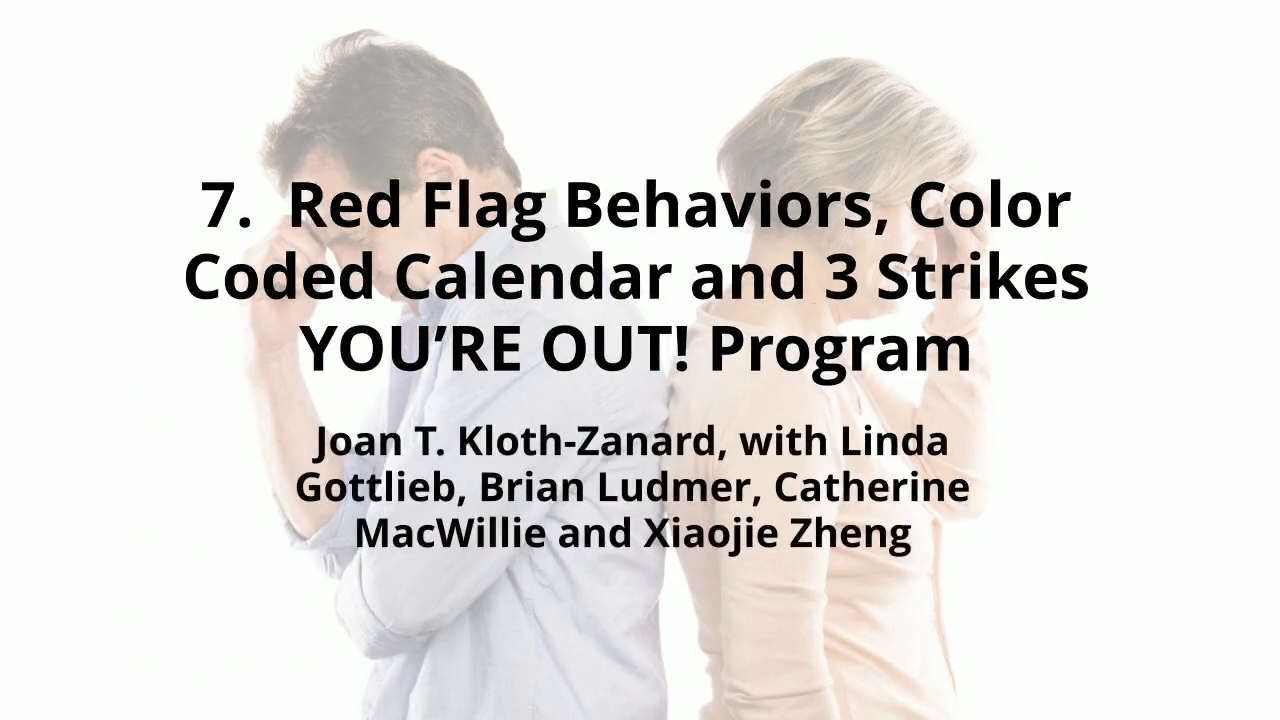 7.  Red Flag Behaviors, Color
Coded Calendar and 3 Strikes
YOU’RE OUT! Program
Joan T. Kloth-Zanard, with Linda
Gottlieb, Brian Ludmer, Catherine
MacWillie and Xiaojie Zheng